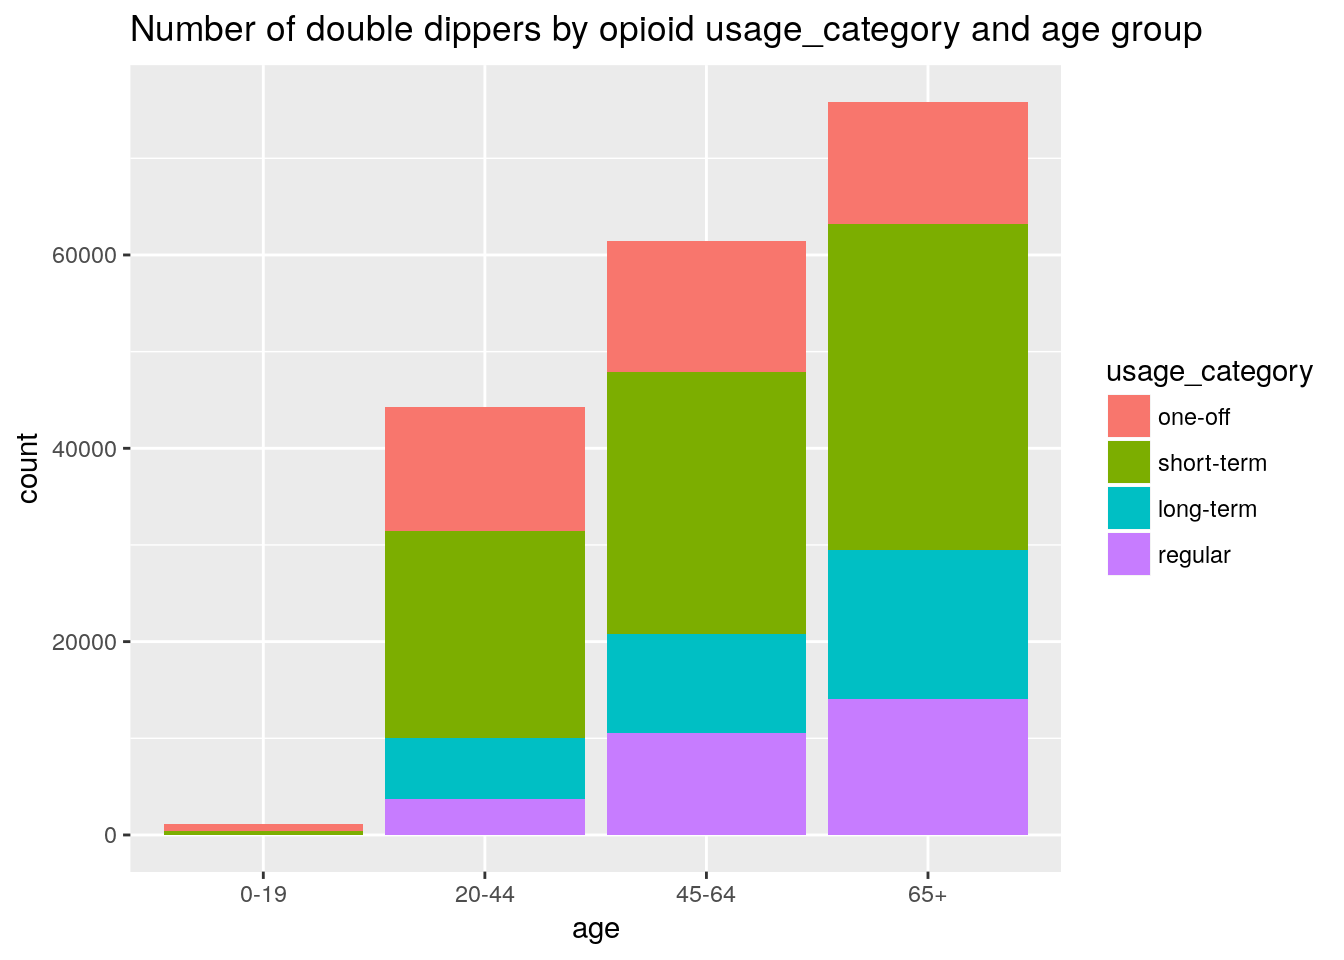 Number of double dippers by opioid usage_category and age group
count
60000
40000
20000
0
0-19
20-44
45-64
65+
age
usage_category
one-off
short-term
long-term
regular